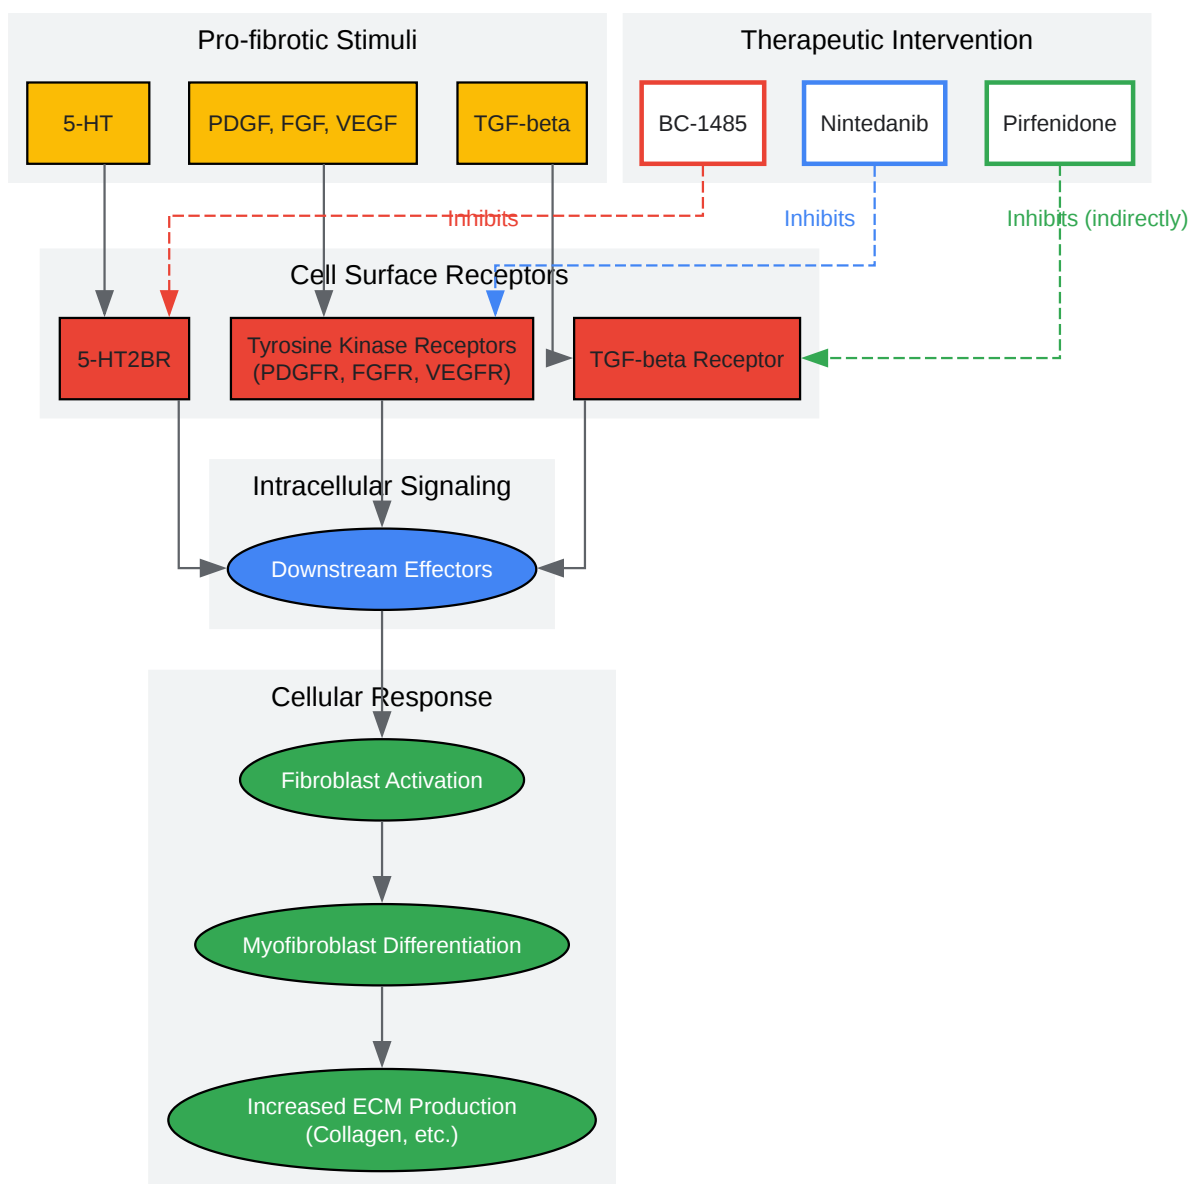 Pro-fibrotic Stimuli
Therapeutic Intervention
5-HT
PDGF, FGF, VEGF
TGF-beta
BC-1485
Nintedanib
Pirfenidone
Inhibits
Inhibits
Inhibits (indirectly)
Cell Surface Receptors
5-HT2BR
Tyrosine Kinase Receptors
(PDGFR, FGFR, VEGFR)
TGF-beta Receptor
Intracellular Signaling
Downstream Effectors
Cellular Response
Fibroblast Activation
Myofibroblast Differentiation
Increased ECM Production
(Collagen, etc.)